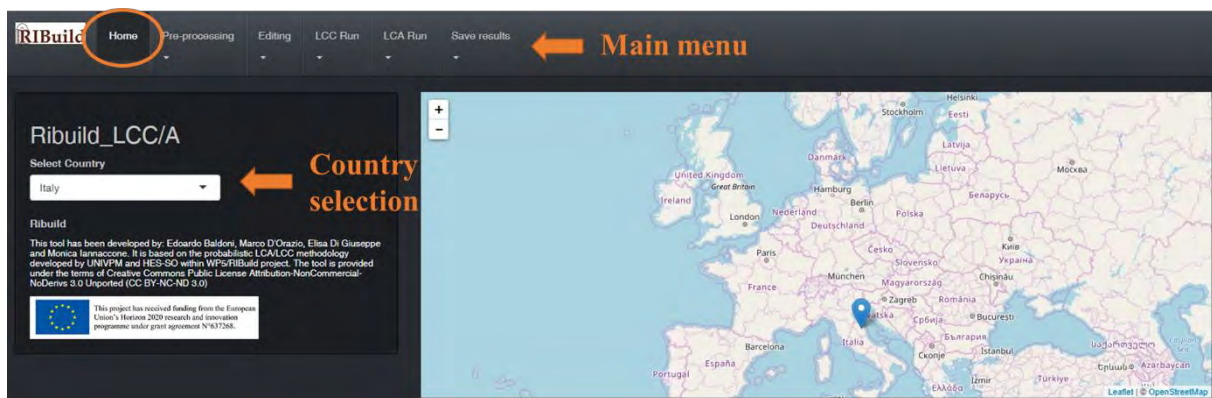 RIBuild Home Pre-processing Editing LCC Run LCA Run Save results
Main menu
Ribuild_LCC/A
Select Country
Italy
Country
selection
Ribuild
This tool has been developed by: Edoardo Baldoni, Marco D'Orazio, Elisa Di Giuseppe
and Monica Iannaccone. It is based on the probabilistic LCA/LCC methodology
developed by UNIVPM and HES-SO within WP5/RIBuild project. The tool is provided
under the terms of Creative Commons Public License Attribution-NonCommercial-
NoDerivs 3.0 Unported (CC BY-NC-ND 3.0)
This project has received funding from the European
Union's Horizon 2020 research and innovation
programme under grant agreement N°637268.
+
-
Helsinki
Stockholm
Eesti
Latvija
Danmark
Lietuva
Москва
United Kingdom
Great Britain
Hamburg
Беларусь
Ireland
Berlin
London
Nederland
Polska
Deutschland
Paris
Česko
Київ
Slovensko
Україна
München
Chișinău
France
Magyarország
Zagreb
România
Hrvatska
Србија
București
Italia
България
Barcelona
Скопје
İstanbul
საქართველო
España
Portugal
Ελλάδα
İzmir
Türkiye
Azərbaycan
Leaflet | © OpenStreetMap